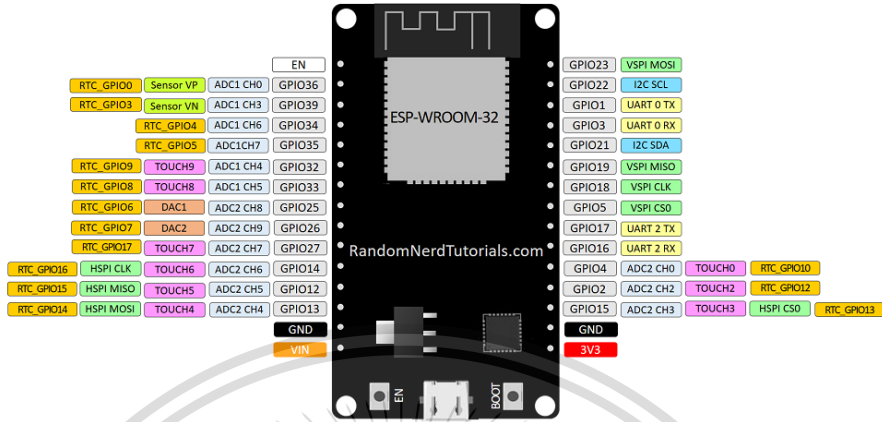 EN
GPIO23 VSPI MOSI
RTC_GPIO0 Sensor VP ADC1 CH0 GPIO36
GPIO22 I2C SCL
RTC_GPIO3 Sensor VN ADC1 CH3 GPIO39
GPIO1 UART 0 TX
RTC_GPIO4 ADC1 CH6 GPIO34
GPIO3 UART 0 RX
RTC_GPIO5 ADC1CH7 GPIO35
GPIO21 I2C SDA
RTC_GPIO9 TOUCH9 ADC1 CH4 GPIO32
GPIO19 VSPI MISO
RTC_GPIO8 TOUCH8 ADC1 CH5 GPIO33
GPIO18 VSPI CLK
RTC_GPIO6 DAC1 ADC2 CH8 GPIO25
GPIO5 VSPI CS0
RTC_GPIO7 DAC2 ADC2 CH9 GPIO26
GPIO17 UART 2 TX
RTC_GPIO17 TOUCH7 ADC2 CH7 GPIO27
GPIO16 UART 2 RX
RTC_GPIO16 HSPI CLK TOUCH6 ADC2 CH6 GPIO14
GPIO4 ADC2 CH0 TOUCH0 RTC_GPIO10
RTC_GPIO15 HSPI MISO TOUCH5 ADC2 CH5 GPIO12
GPIO2 ADC2 CH2 TOUCH2 RTC_GPIO12
RTC_GPIO14 HSPI MOSI TOUCH4 ADC2 CH4 GPIO13
GPIO15 ADC2 CH3 TOUCH3 HSPI CS0 RTC_GPIO13
GND
GND
VIN
3V3
ESP-WROOM-32
RandomNerdTutorials.com
EN
BOOT